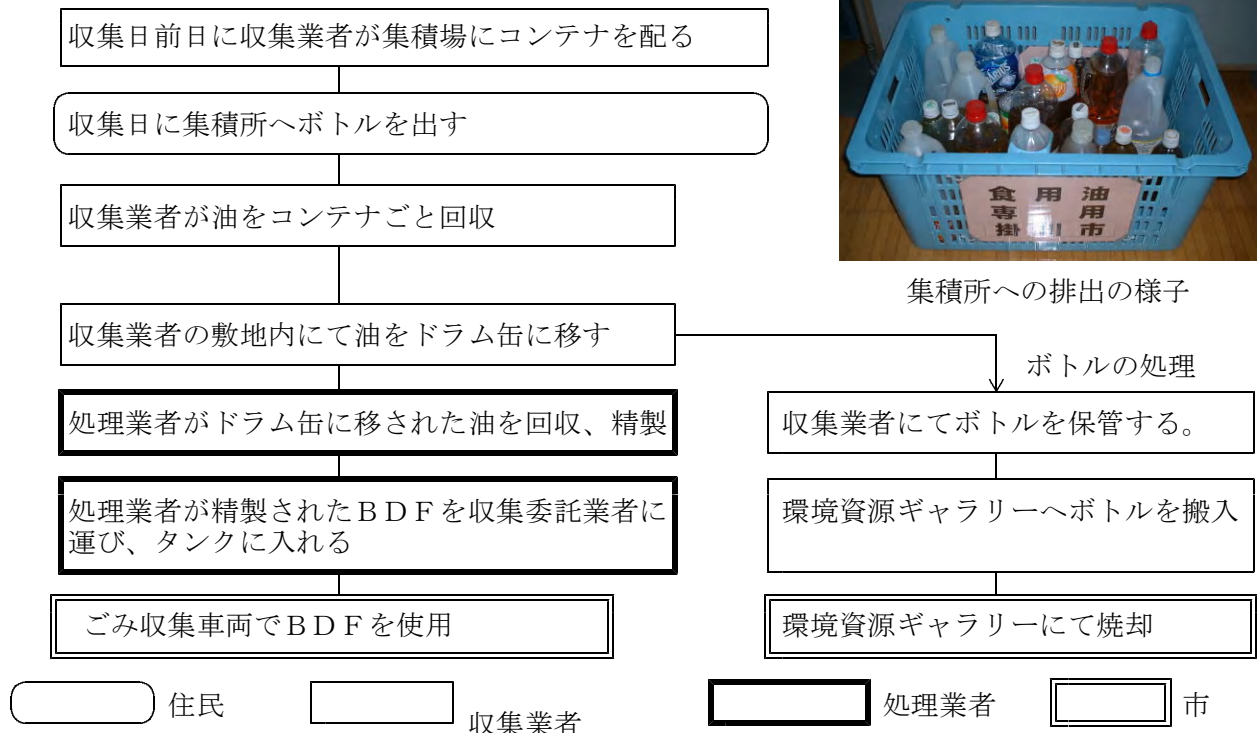 収集日前日に収集業者が集積場にコンテナを配る
収集日に集積所へボトルを出す
収集業者が油をコンテナごと回収
収集業者の敷地内にて油をドラム缶に移す
処理業者がドラム缶に移された油を回収、精製
処理業者が精製されたＢＤＦを収集委託業者に
運び、タンクに入れる
ごみ収集車両でＢＤＦを使用
食用油
専用
掛川市
集積所への排出の様子
ボトルの処理
収集業者にてボトルを保管する。
環境資源ギャラリーへボトルを搬入
環境資源ギャラリーにて焼却
住民
収集業者
処理業者
市